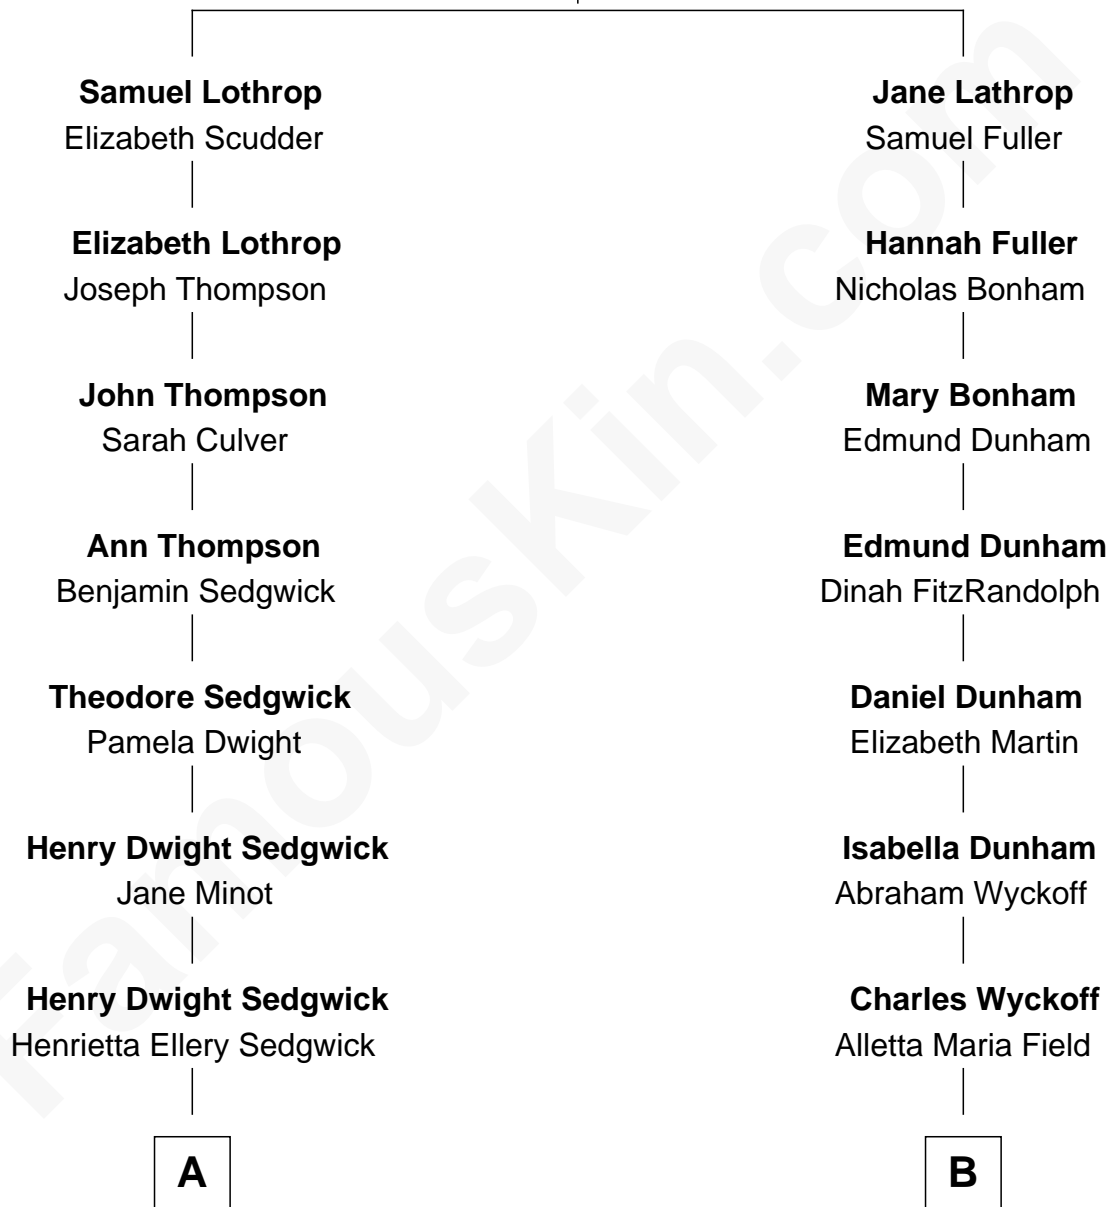 Samuel Lothrop
Elizabeth Scudder
Elizabeth Lothrop
Joseph Thompson
John Thompson
Sarah Culver
Ann Thompson
Benjamin Sedgwick
Theodore Sedgwick
Pamela Dwight
Henry Dwight Sedgwick
Jane Minot
Henry Dwight Sedgwick
Henrietta Ellery Sedgwick
A
Jane Lathrop
Samuel Fuller
Hannah Fuller
Nicholas Bonham
Mary Bonham
Edmund Dunham
Edmund Dunham
Dinah FitzRandolph
Daniel Dunham
Elizabeth Martin
Isabella Dunham
Abraham Wyckoff
Charles Wyckoff
Alletta Maria Field
B
FamousKin.com